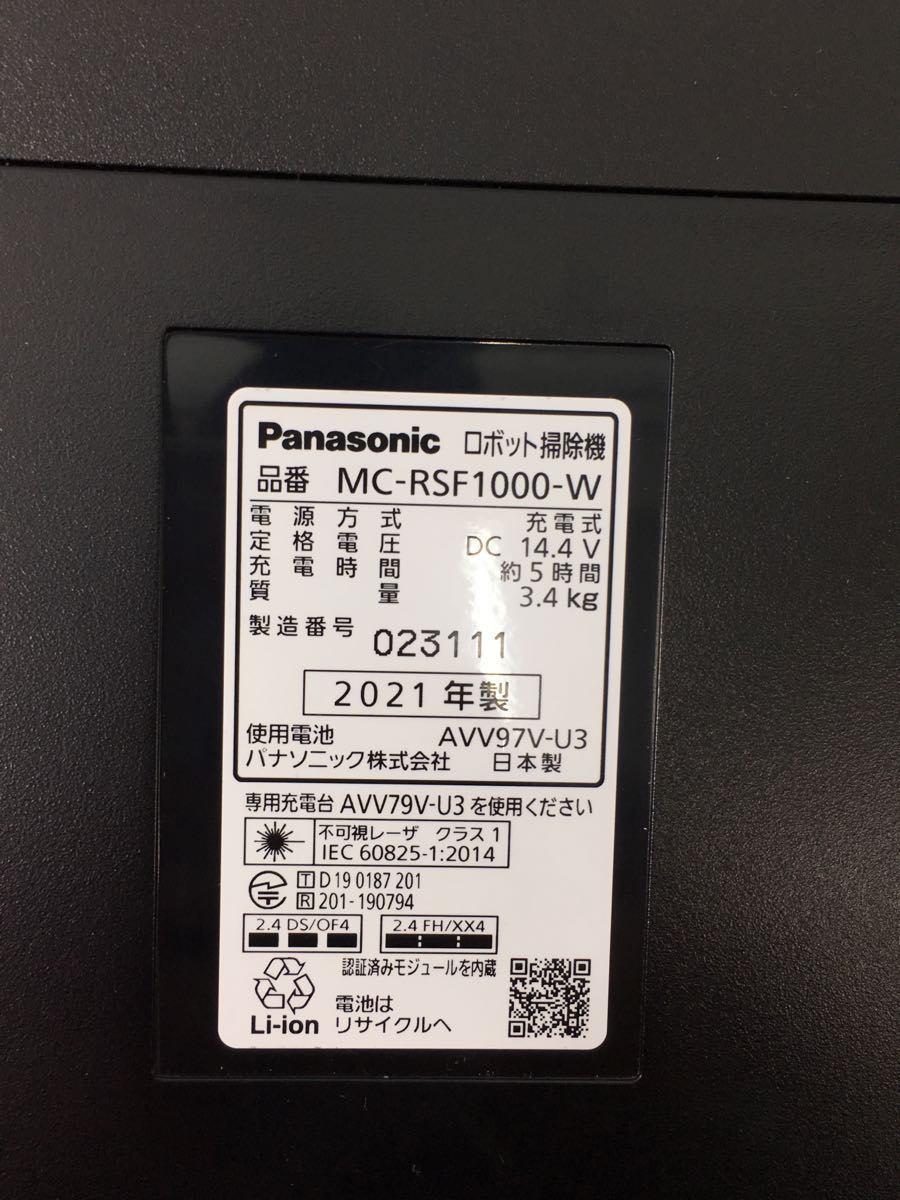 Panasonic ロボット掃除機
品番 MC-RSF1000-W
電源方式 充電式
定格電圧 DC 14.4 V
充電時間 約5時間
質量 3.4 kg
製造番号 023111
2021年製
使用電池 AVV97V-U3
パナソニック株式会社 日本製
専用充電台 AVV79V-U3 を使用ください
不可視レーザ クラス1
IEC 60825-1:2014
T D 19 0187 201
R 201-190794
2.4 DS/OF4 2.4 FH/XX4
認証済みモジュールを内蔵
電池は
Li-ion リサイクルへ